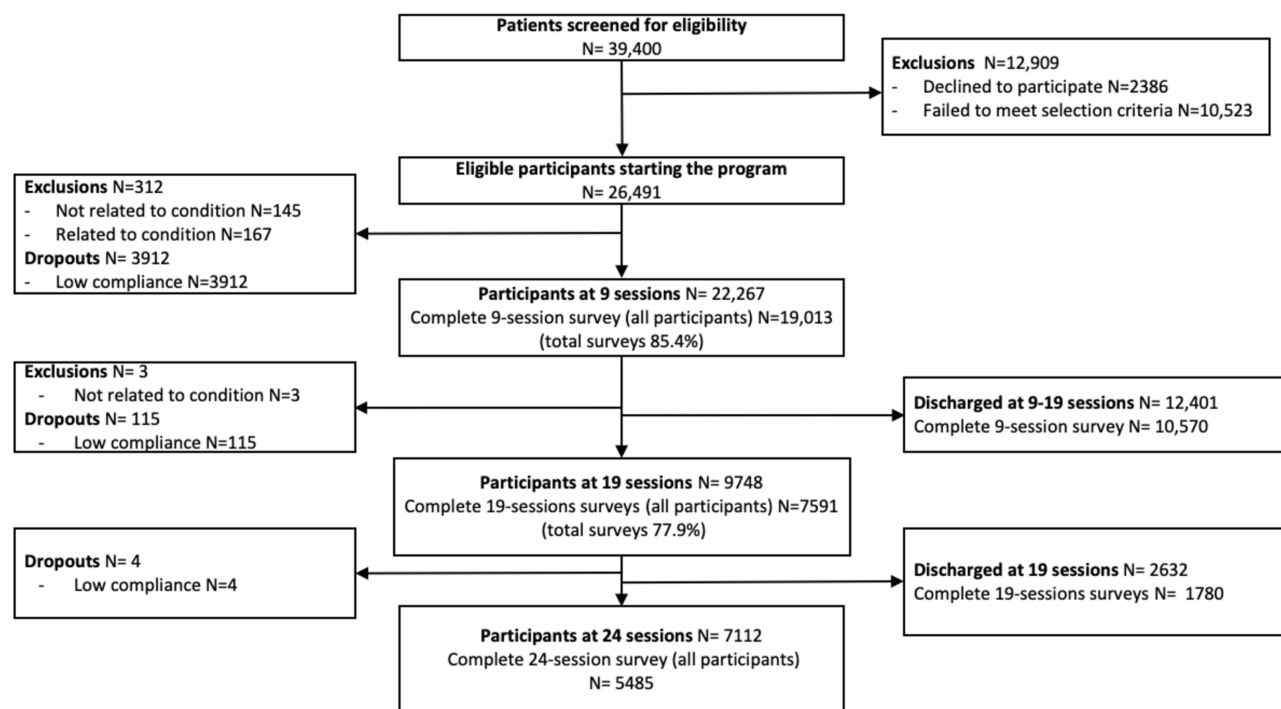 Patients screened for eligibility
N= 39,400
Exclusions N=12,909
- Declined to participate N=2386
- Failed to meet selection criteria N=10,523
Eligible participants starting the program
N= 26,491
Exclusions N=312
- Not related to condition N=145
- Related to condition N=167
Dropouts N= 3912
- Low compliance N=3912
Participants at 9 sessions N= 22,267
Complete 9-session survey (all participants) N=19,013
(total surveys 85.4%)
Exclusions N= 3
- Not related to condition N=3
Dropouts N= 115
- Low compliance N=115
Discharged at 9-19 sessions N= 12,401
Complete 9-session survey N= 10,570
Participants at 19 sessions N= 9748
Complete 19-sessions surveys (all participants) N=7591
(total surveys 77.9%)
Dropouts N= 4
- Low compliance N=4
Discharged at 19 sessions N= 2632
Complete 19-sessions surveys N= 1780
Participants at 24 sessions N= 7112
Complete 24-session survey (all participants)
N= 5485